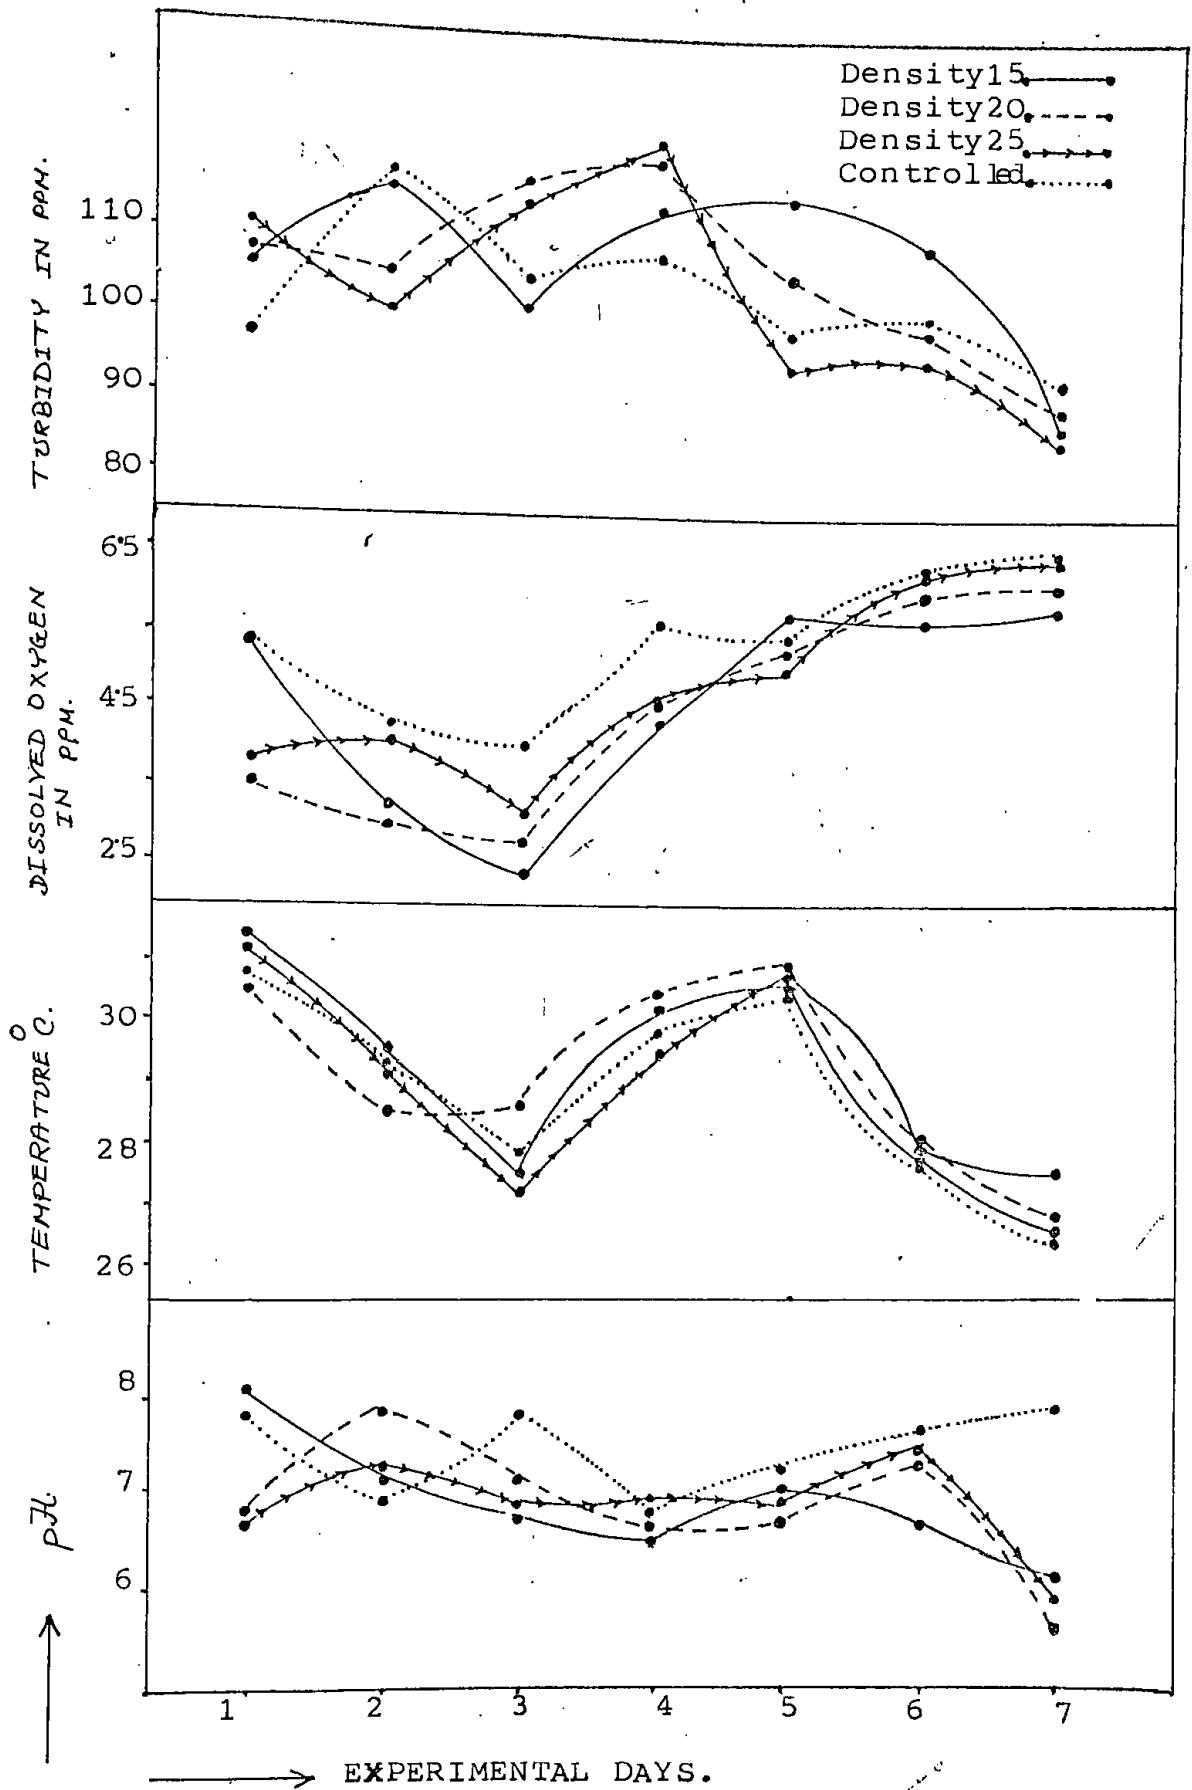 Density15
Density20
Density25
Controlled
TURBIDITY IN PPM.
110
100
90
80
DISSOLVED OXYGEN
IN PPM.
6.5
4.5
2.5
TEMPERATURE °C.
30
28
26
pH.
8
7
6
1 2 3 4 5 6 7
EXPERIMENTAL DAYS.